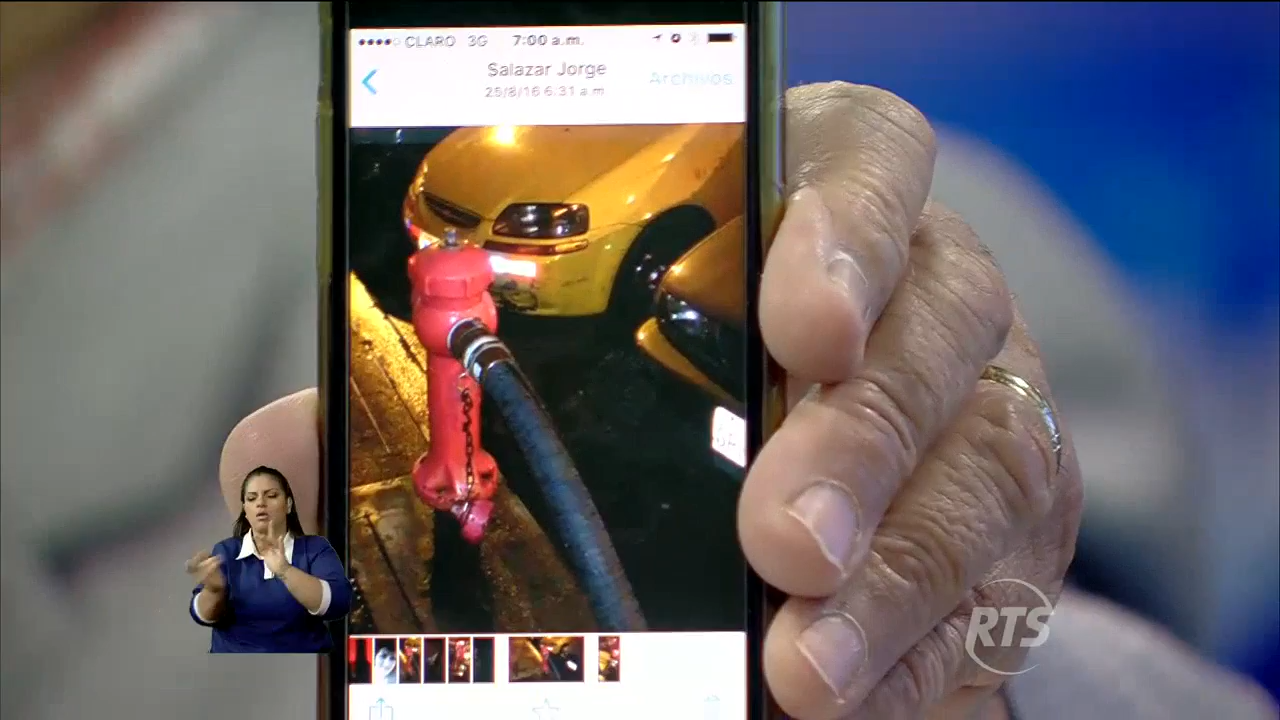 CLARO 3G 7:00 a.m.
Salazar Jorge
Archivos
25/8/16 6:31 a.m.
RTS